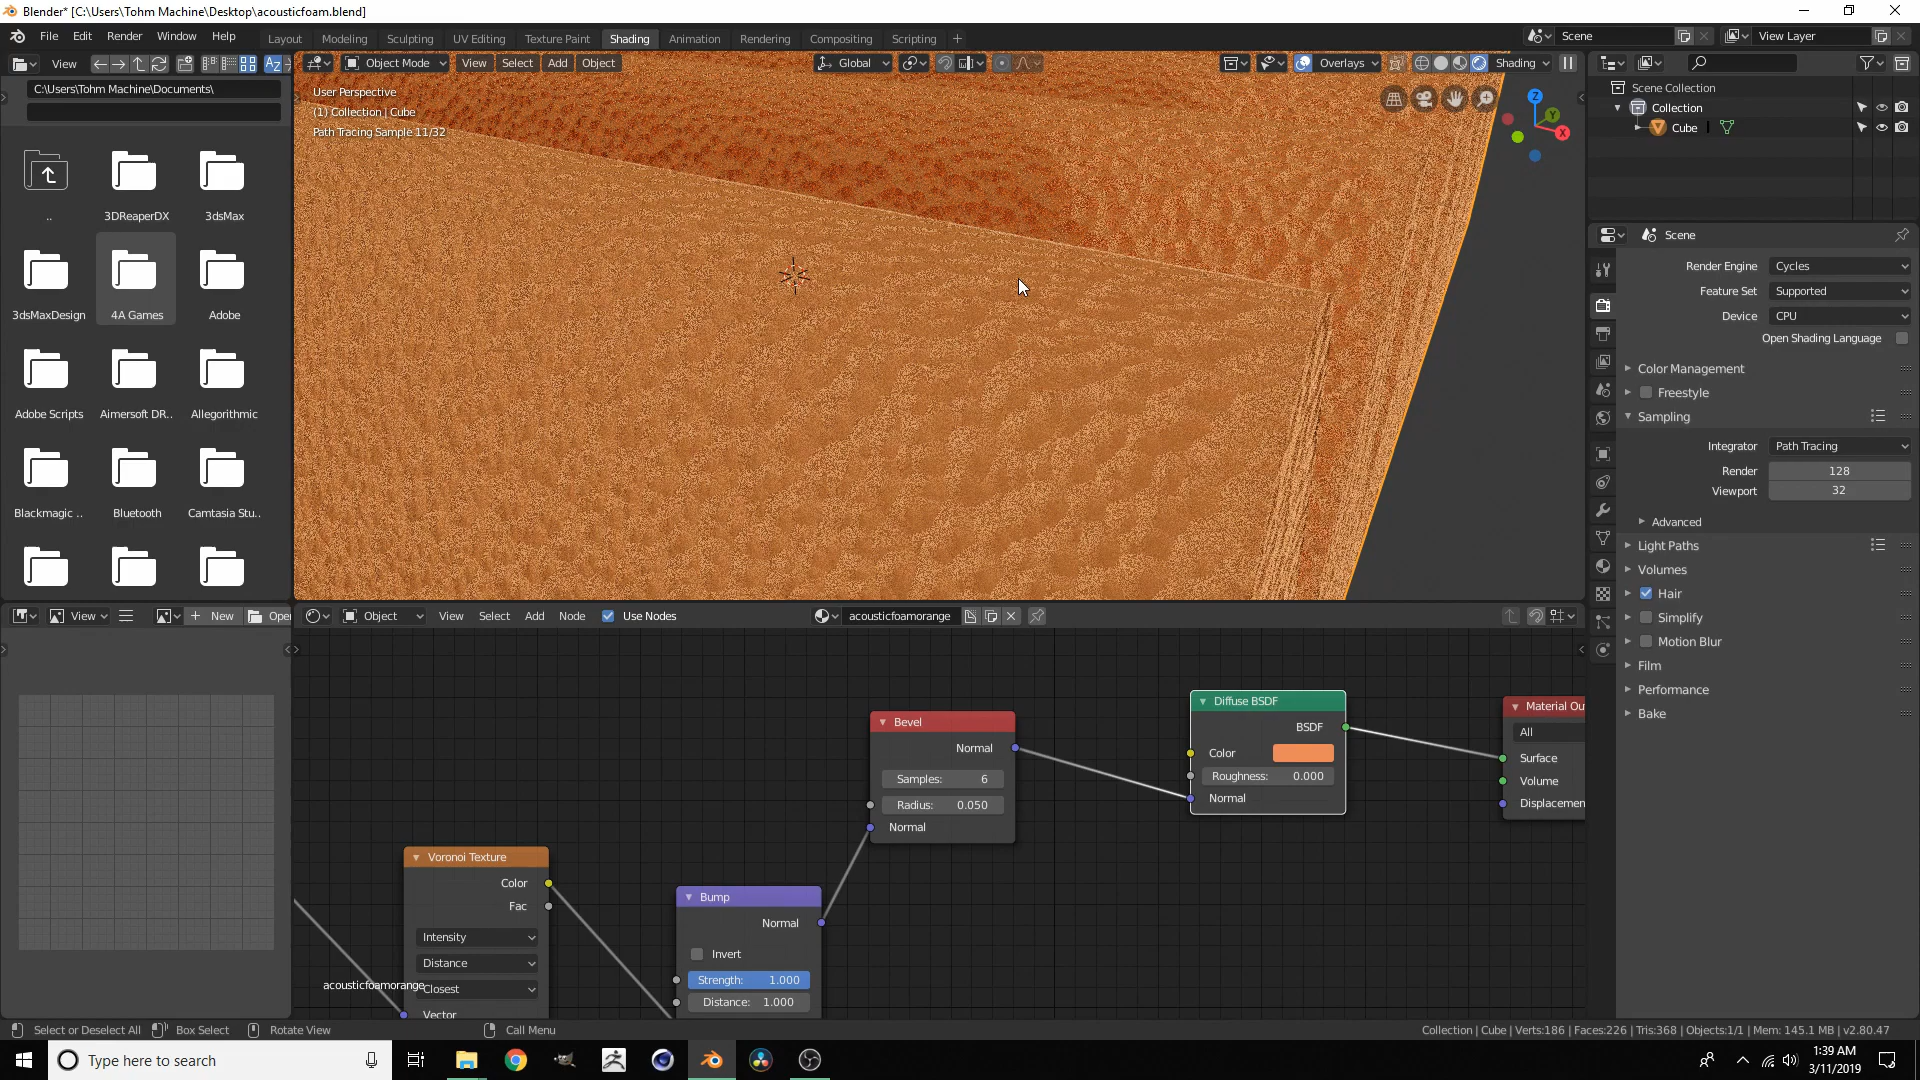 Blender* [C:\Users\Tohm Machine\Desktop\acousticfoam.blend]
File Edit Render Window Help
Layout Modeling Sculpting UV Editing Texture Paint Shading Animation Rendering Compositing Scripting
Scene
View Layer
View
Object Mode View Select Add Object
Global
Overlays
Shading
C:\Users\Tohm Machine\Documents\
User Perspective
(1) Collection | Cube
Path Tracing Sample 11/32
Z
Y
X
..
3DReaperDX
3dsMax
3dsMaxDesign
4A Games
Adobe
Adobe Scripts
Aimersoft DR..
Allegorithmic
Blackmagic ..
Bluetooth
Camtasia Stu..
Scene Collection
Collection
Cube
Scene
Render Engine Cycles
Feature Set Supported
Device CPU
Open Shading Language
Color Management
Freestyle
Sampling
Integrator Path Tracing
Render 128
Viewport 32
Advanced
Light Paths
Volumes
Hair
Simplify
Motion Blur
Film
Performance
Bake
View
New
Open
Object
View Select Add Node
Use Nodes
acousticfoamorange
Voronoi Texture
Color
Fac
Intensity
Distance
Closest
Vector
acousticfoamorange
Bump
Normal
Invert
Strength: 1.000
Distance: 1.000
Bevel
Normal
Samples: 6
Radius: 0.050
Normal
Diffuse BSDF
BSDF
Color
Roughness: 0.000
Normal
Material Ou
All
Surface
Volume
Displacemen
Select or Deselect All
Box Select
Rotate View
Call Menu
Collection | Cube | Verts:186 | Faces:226 | Tris:368 | Objects:1/1 | Mem: 145.1 MB | v2.80.47
Type here to search
1:39 AM
3/11/2019